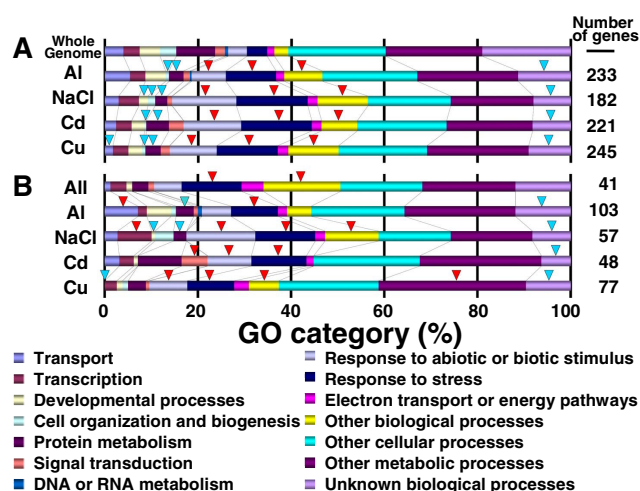 A
Whole Genome
Number of genes
Al 233
NaCl 182
Cd 221
Cu 245
B
All 41
Al 103
NaCl 57
Cd 48
Cu 77
0 20 40 60 80 100
GO category (%)
Transport
Transcription
Developmental processes
Cell organization and biogenesis
Protein metabolism
Signal transduction
DNA or RNA metabolism
Response to abiotic or biotic stimulus
Response to stress
Electron transport or energy pathways
Other biological processes
Other cellular processes
Other metabolic processes
Unknown biological processes